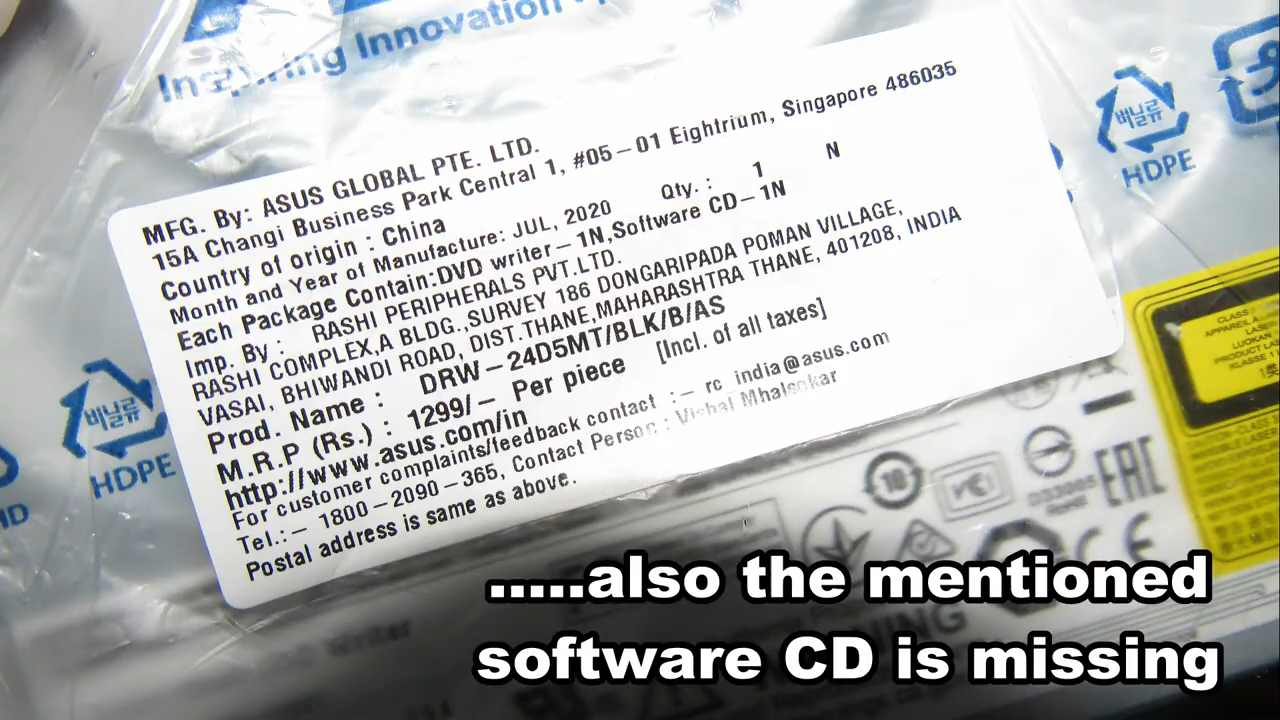 Inspiring Innovation
MFG. By: ASUS GLOBAL PTE. LTD.
15A Changi Business Park Central 1, #05-01 Eightrium, Singapore 486035
Country of origin : China
Month and Year of Manufacture: JUL, 2020 Qty. : 1 N
Each Package Contain:DVD writer-1N,Software CD-1N
Imp. By : RASHI PERIPHERALS PVT.LTD.
RASHI COMPLEX,A BLDG.,SURVEY 186 DONGARIPADA POMAN VILLAGE,
VASAI, BHIWANDI ROAD, DIST.THANE,MAHARASHTRA THANE, 401208, INDIA
Prod. Name : DRW-24D5MT/BLK/B/AS
M.R.P (Rs.) : 1299/- Per piece [Incl. of all taxes]
http://www.asus.com/in
For customer complaints/feedback contact :- rc_india@asus.com
Tel.:- 1800-2090-365, Contact Person : Vishal Mhalsekar
Postal address is same as above.
비닐류
HDPE
비닐류
HDPE
10
EAC
CE
.....also the mentioned
software CD is missing